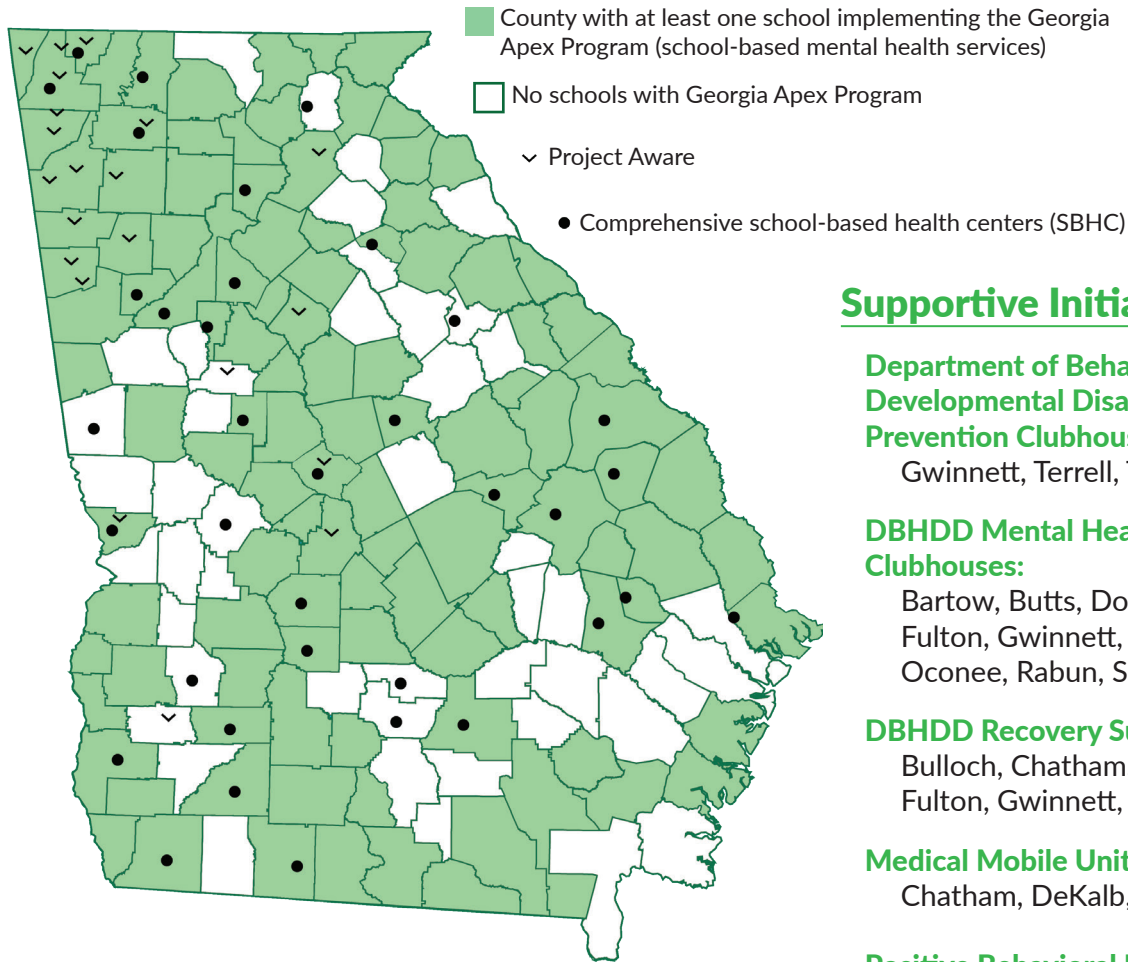 County with at least one school implementing the Georgia
Apex Program (school-based mental health services)
No schools with Georgia Apex Program
Project Aware
Comprehensive school-based health centers (SBHC)
Supportive Initia
Department of Beha
Developmental Disa
Prevention Clubhous
Gwinnett, Terrell, T
DBHDD Mental Hea
Clubhouses:
Bartow, Butts, Do
Fulton, Gwinnett,
Oconee, Rabun, S
DBHDD Recovery Su
Bulloch, Chatham
Fulton, Gwinnett,
Medical Mobile Unit
Chatham, DeKalb,